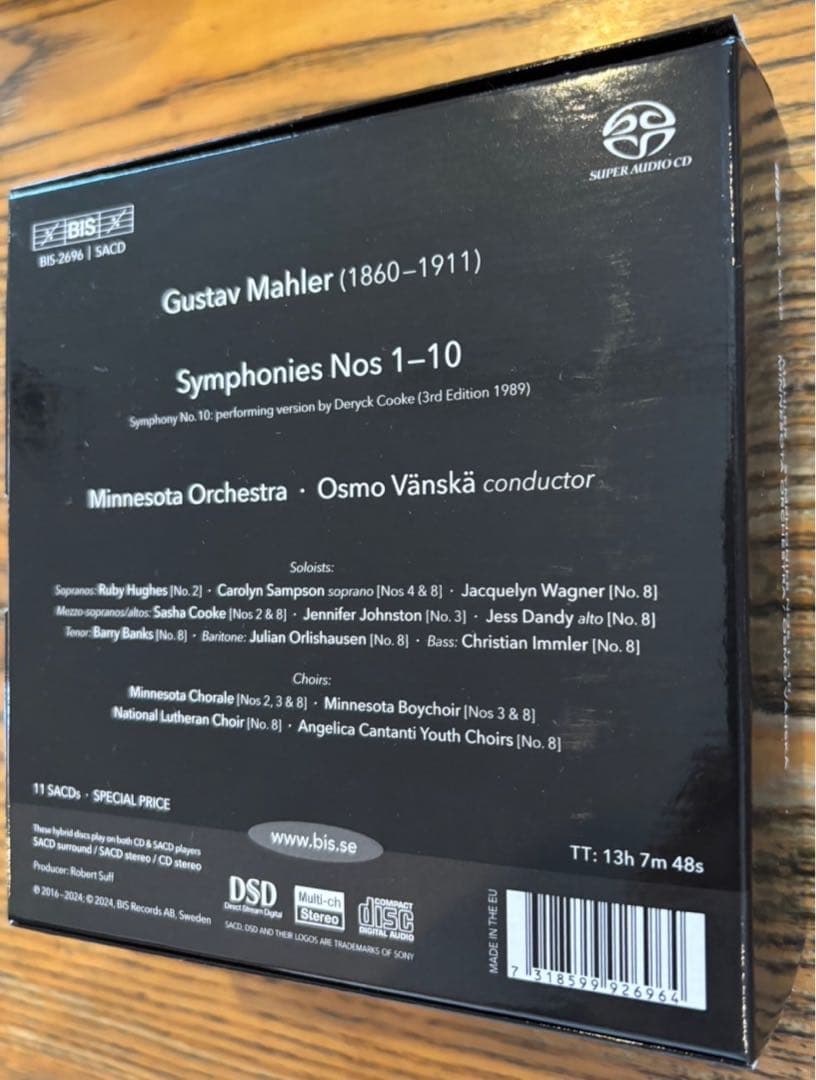 SUPER AUDIO CD
BIS
BIS-2696 | SACD
Gustav Mahler (1860–1911)
Symphonies Nos 1–10
Symphony No. 10: performing version by Deryck Cooke (3rd Edition 1989)
Minnesota Orchestra · Osmo Vänskä conductor
Soloists:
Sopranos: Ruby Hughes [No. 2] · Carolyn Sampson soprano [Nos 4 & 8] · Jacquelyn Wagner [No. 8]
Mezzo-sopranos/altos: Sasha Cooke [Nos 2 & 8] · Jennifer Johnston [No. 3] · Jess Dandy alto [No. 8]
Tenor: Barry Banks [No. 8] · Baritone: Julian Orlishausen [No. 8] · Bass: Christian Immler [No. 8]
Choirs:
Minnesota Chorale [Nos 2, 3 & 8] · Minnesota Boychoir [Nos 3 & 8]
National Lutheran Choir [No. 8] · Angelica Cantanti Youth Choirs [No. 8]
11 SACDs · SPECIAL PRICE
These hybrid discs play on both CD & SACD players
SACD surround / SACD stereo / CD stereo
Producer: Robert Suff
℗ 2016–2024; © 2024, BIS Records AB, Sweden
www.bis.se
TT: 13h 7m 48s
DSD
Direct Stream Digital
Multi-ch
Stereo
COMPACT
disc
DIGITAL AUDIO
SACD, DSD AND THEIR LOGOS ARE TRADEMARKS OF SONY
MADE IN THE EU
7 318599 926964